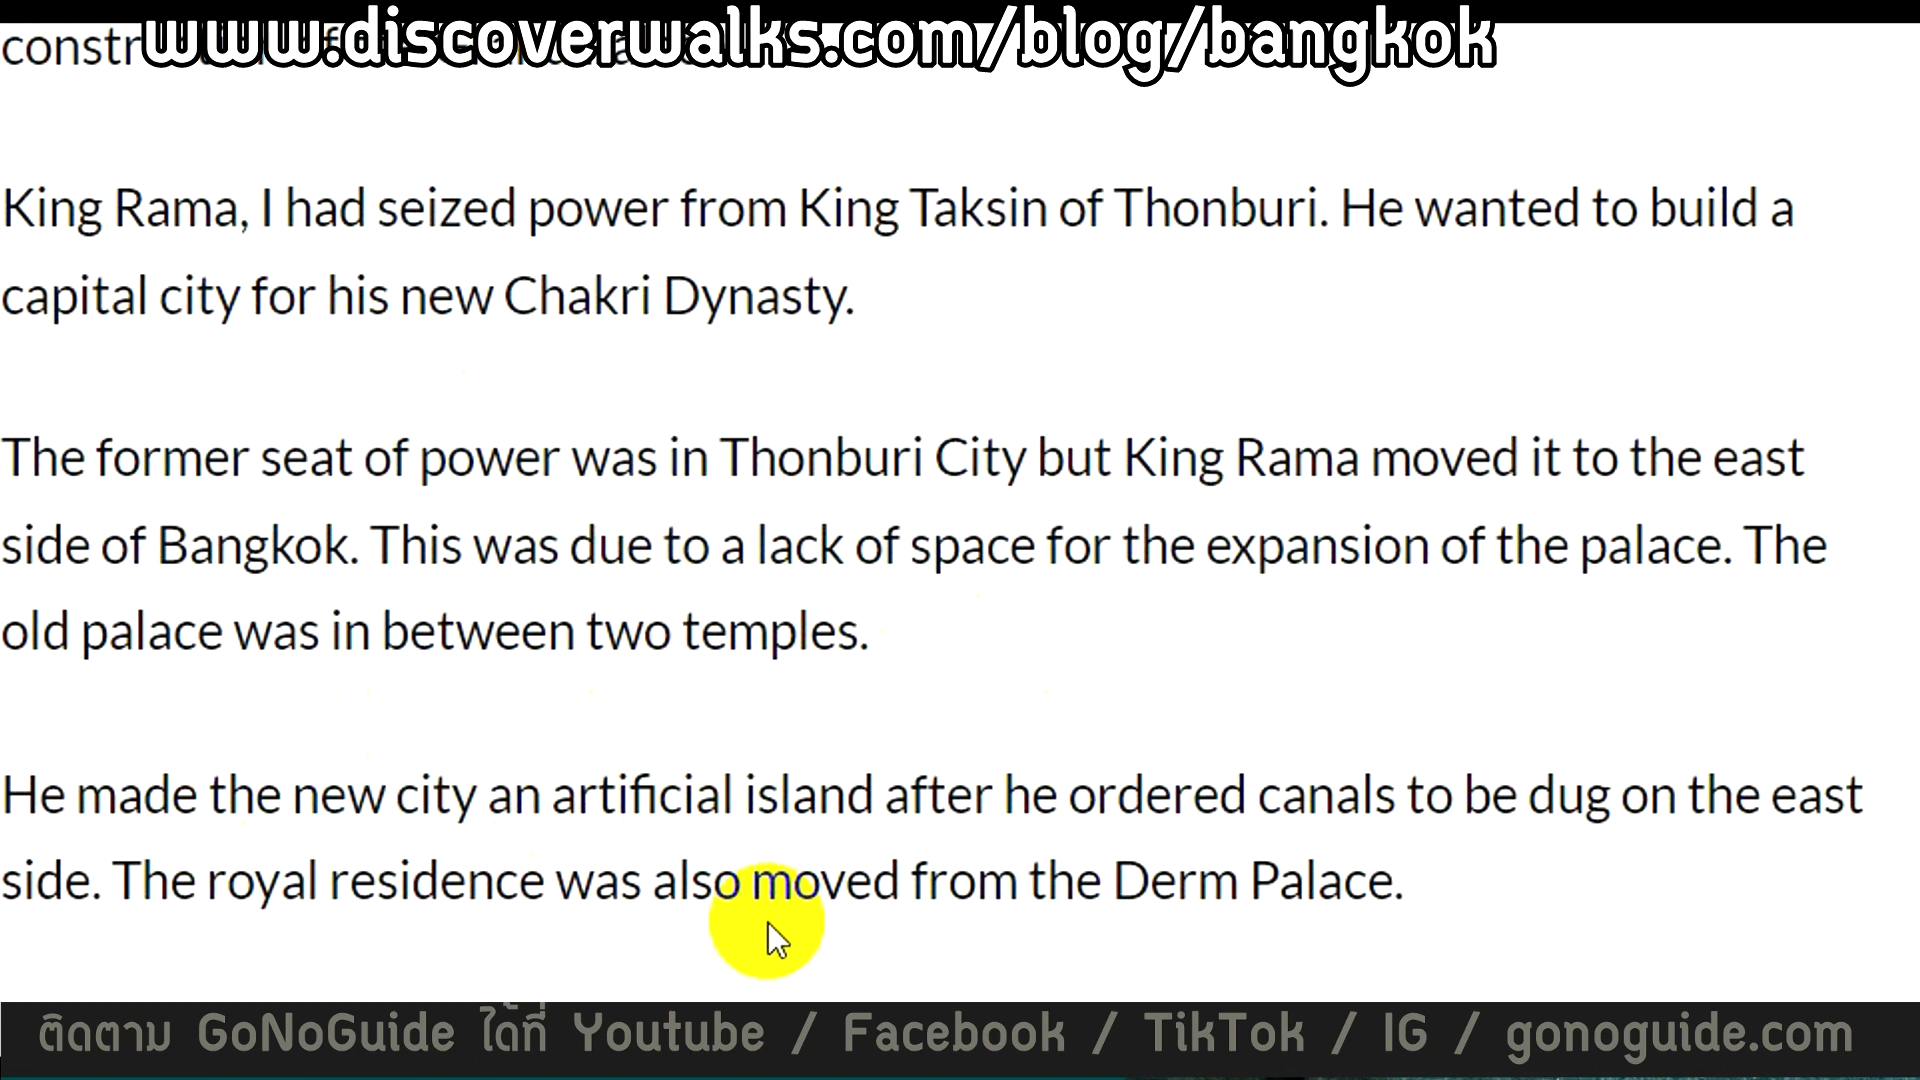 www.discoverwalks.com/blog/bangkok
constr
King Rama, I had seized power from King Taksin of Thonburi. He wanted to build a
capital city for his new Chakri Dynasty.
The former seat of power was in Thonburi City but King Rama moved it to the east
side of Bangkok. This was due to a lack of space for the expansion of the palace. The
old palace was in between two temples.
He made the new city an artificial island after he ordered canals to be dug on the east
side. The royal residence was also moved from the Derm Palace.
ติดตาม GoNoGuide ได้ที่ Youtube / Facebook / TikTok / IG / gonoguide.com